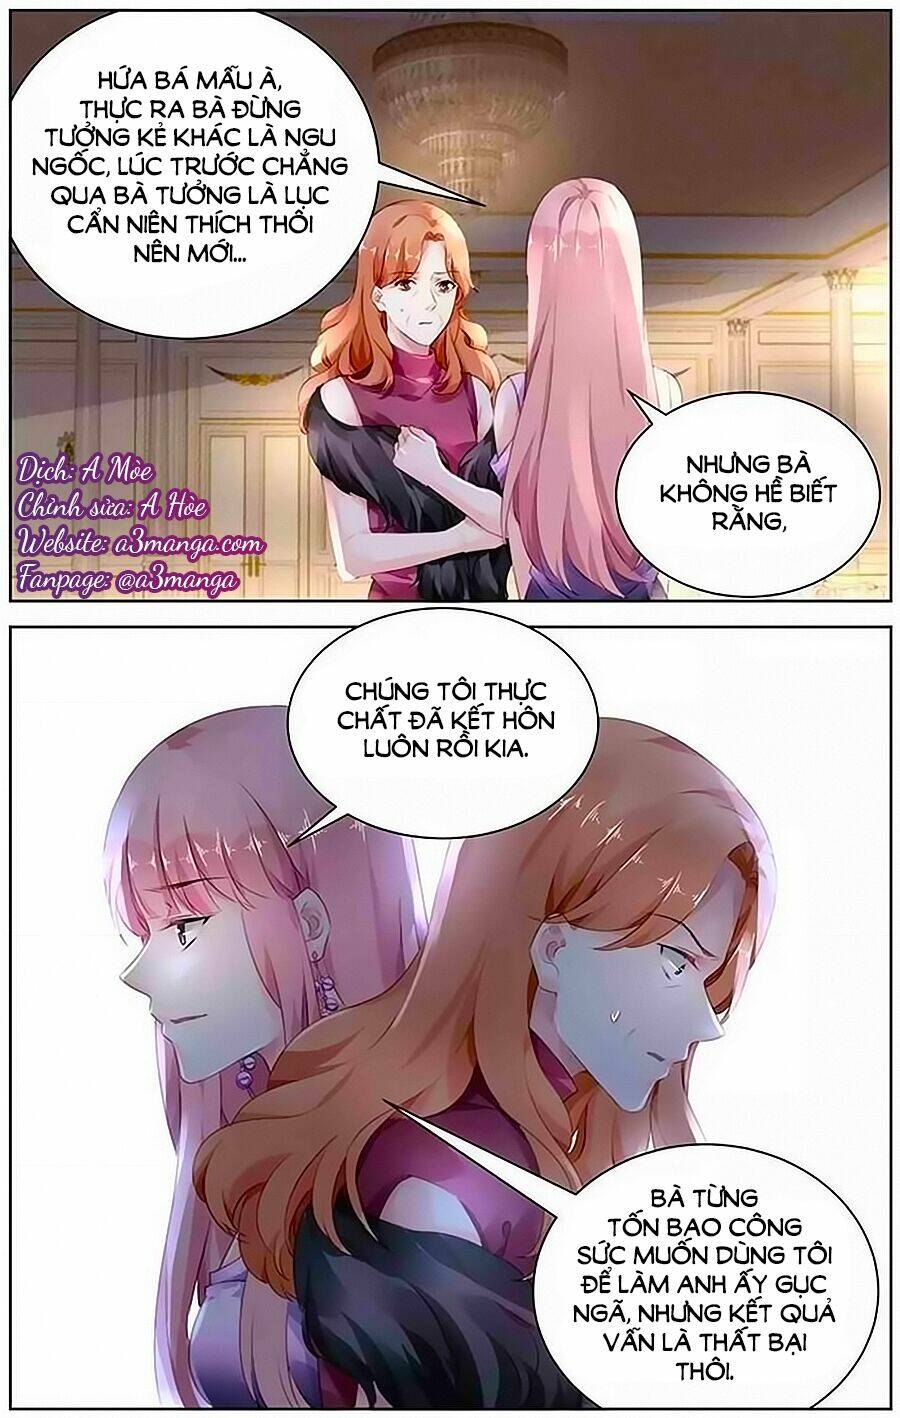 HỨA BÁ MẪU À,
THỰC RA BÀ ĐỪNG
TƯỞNG KẺ KHÁC LÀ NGU
NGỐC, LÚC TRƯỚC CHẲNG
QUA BÀ TƯỞNG LÀ LỤC
CẨN NIÊN THÍCH THÔI
NÊN MỚI...
NHƯNG BÀ
KHÔNG HỀ BIẾT
RẰNG,
Dịch: A Mòe
Chỉnh sửa: A Hòe
Website: a3manga.com
Fanpage: @a3manga
CHÚNG TÔI THỰC
CHẤT ĐÃ KẾT HÔN
LUÔN RỒI KIA.
BÀ TỪNG
TỐN BAO CÔNG
SỨC MUỐN DÙNG TÔI
ĐỂ LÀM ANH ẤY GỤC
NGÃ, NHƯNG KẾT QUẢ
VẪN LÀ THẤT BẠI
THÔI.